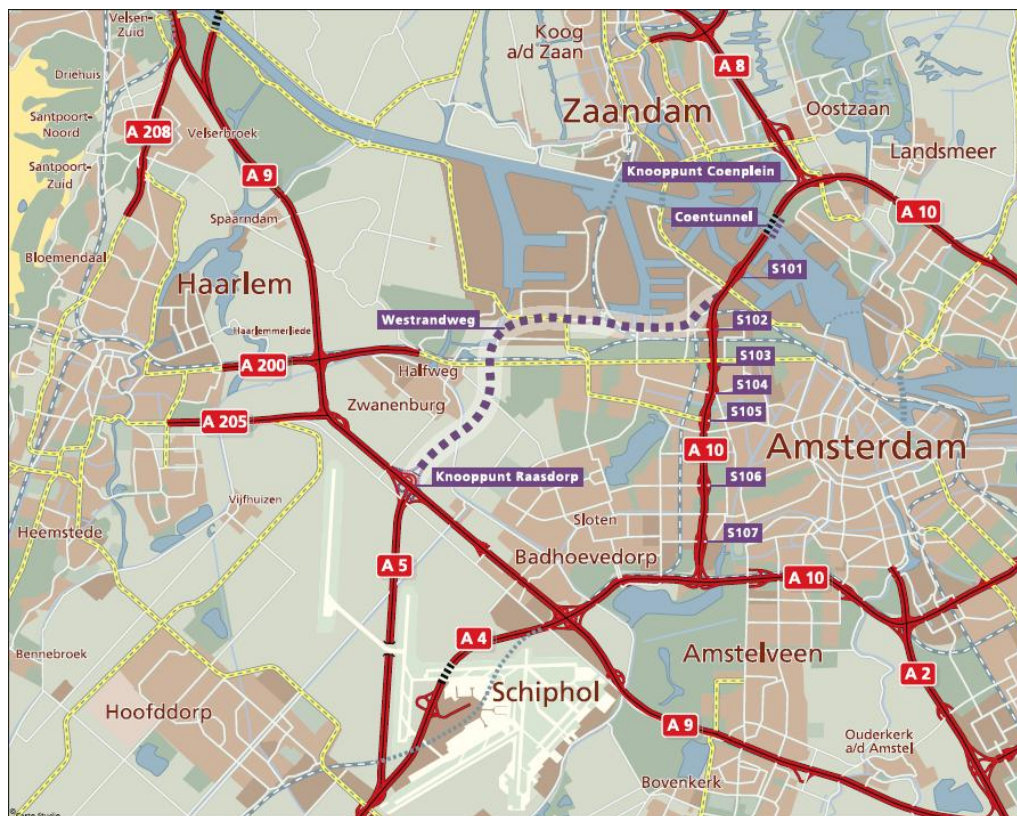 Velsen-
Zuid
Koog
a/d Zaan
A 8
Driehuis
Zaandam
Oostzaan
Santpoort-
Noord
A 208
Velserbroek
Landsmeer
Santpoort-
Zuid
A 9
Knooppunt Coenplein
Spaarndam
Coentunnel
A 10
Bloemendaal
S101
Haarlem
Westrandweg
S102
Haarlemmerliede
S103
A 200
Halfweg
S104
Zwanenburg
S105
A 205
A 10
Amsterdam
Knooppunt Raasdorp
S106
Vijfhuizen
Heemstede
Sloten
S107
Badhoevedorp
A 5
A 10
A 4
Bennebroek
Amstelveen
A 2
Schiphol
Hoofddorp
A 9
Ouderkerk
a/d Amstel
Bovenkerk
© Carto Studio